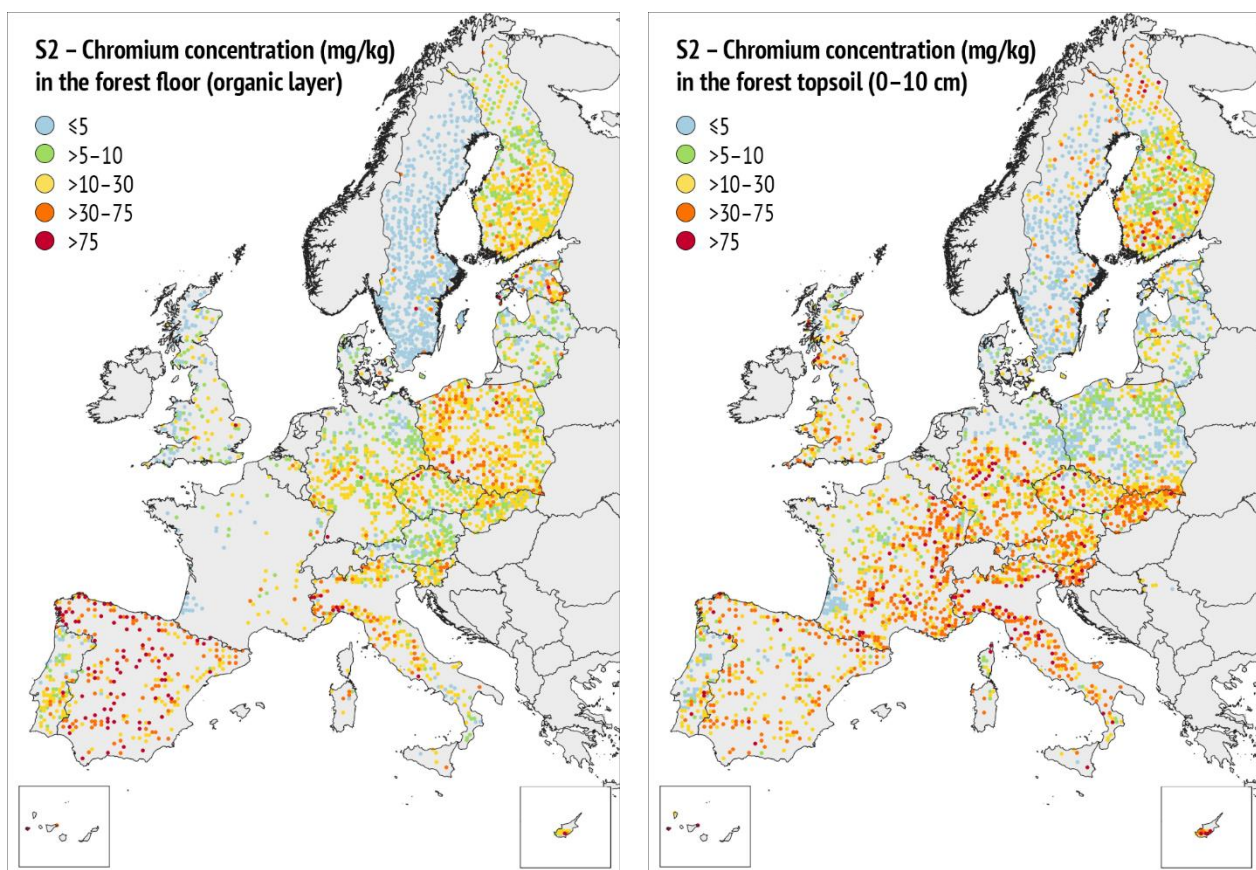 S2 – Chromium concentration (mg/kg)
in the forest floor (organic layer)
≤5
>5–10
>10–30
>30–75
>75
S2 – Chromium concentration (mg/kg)
in the forest topsoil (0–10 cm)
≤5
>5–10
>10–30
>30–75
>75